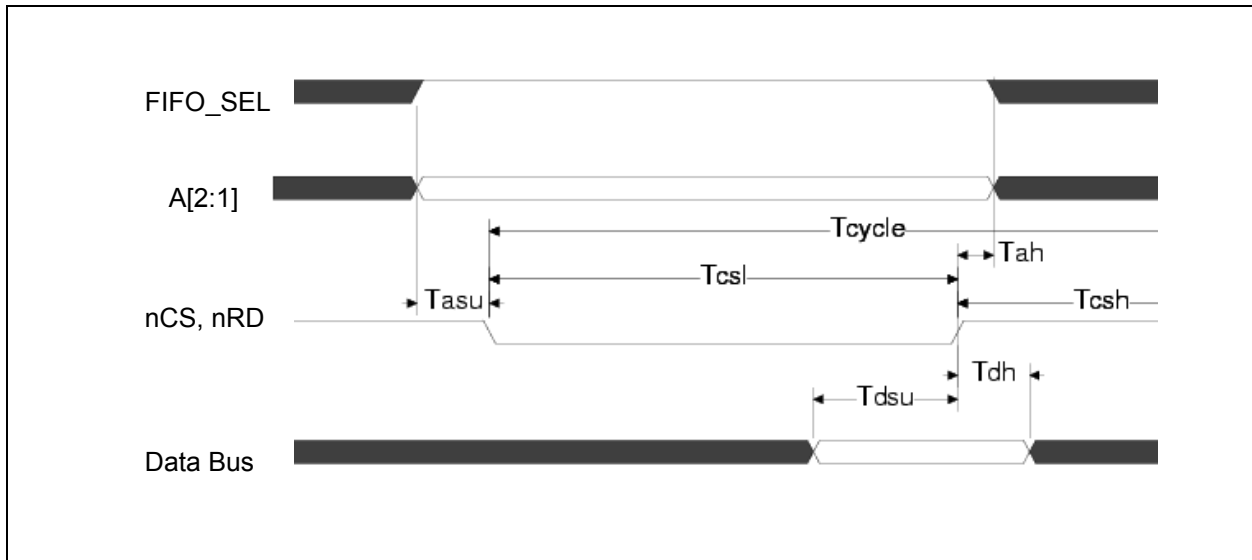 FIFO_SEL
A[2:1]
Tcycle
Tah
Tcsl
Tasu
Tcsh
nCS, nRD
Tdh
Tdsu
Data Bus